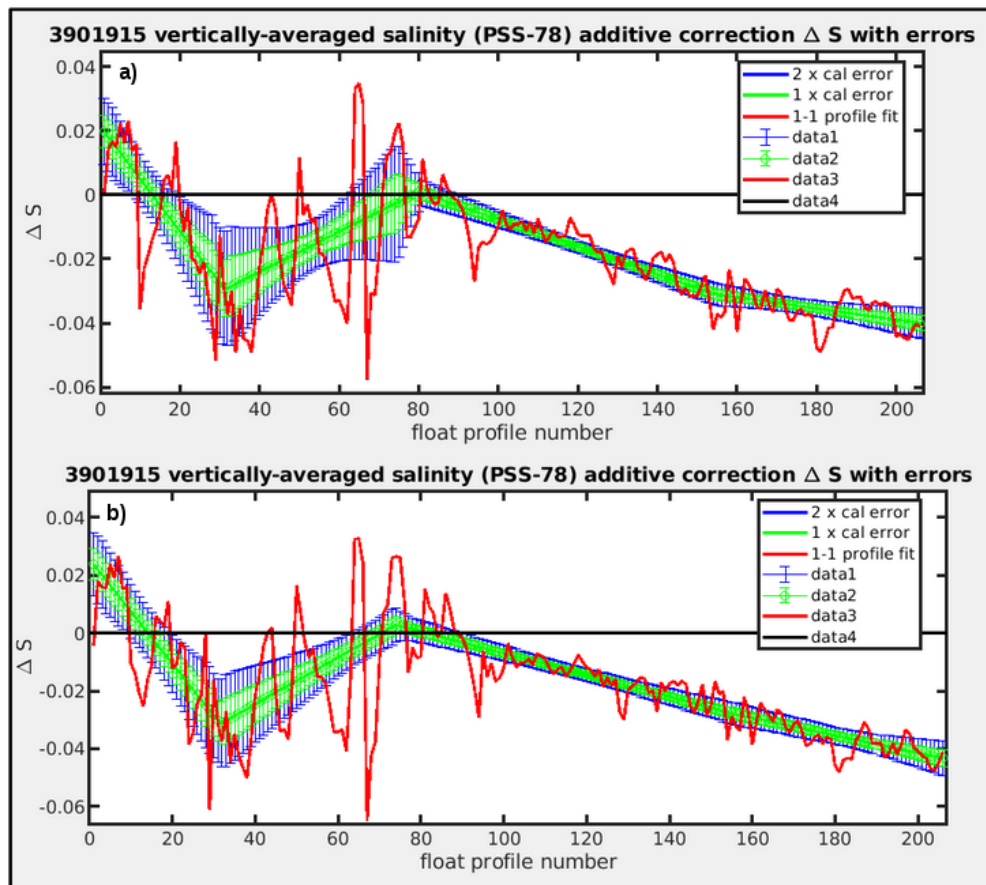 3901915 vertically-averaged salinity (PSS-78) additive correction Δ S with errors
a)
0.04
0.02
0
-0.02
-0.04
-0.06
Δ S
2 x cal error
1 x cal error
1-1 profile fit
data1
data2
data3
data4
0 20 40 60 80 100 120 140 160 180 200
float profile number
3901915 vertically-averaged salinity (PSS-78) additive correction Δ S with errors
b)
0.04
0.02
0
-0.02
-0.04
-0.06
Δ S
2 x cal error
1 x cal error
1-1 profile fit
data1
data2
data3
data4
0 20 40 60 80 100 120 140 160 180 200
float profile number